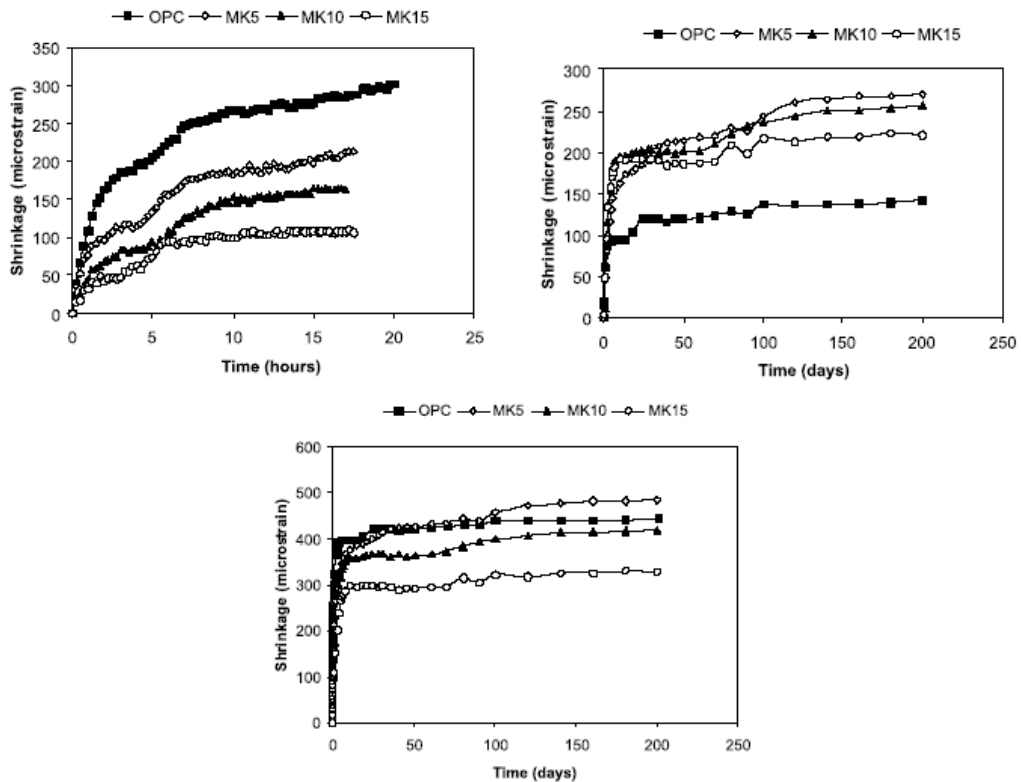 OPC MK5 MK10 MK15
350
300
250
200
150
100
50
0
Shrinkage (microstrain)
0 5 10 15 20 25
Time (hours)
OPC MK5 MK10 MK15
300
250
200
150
100
50
0
Shrinkage (microstrain)
0 50 100 150 200 250
Time (days)
OPC MK5 MK10 MK15
600
500
400
300
200
100
0
Shrinkage (microstrain)
0 50 100 150 200 250
Time (days)